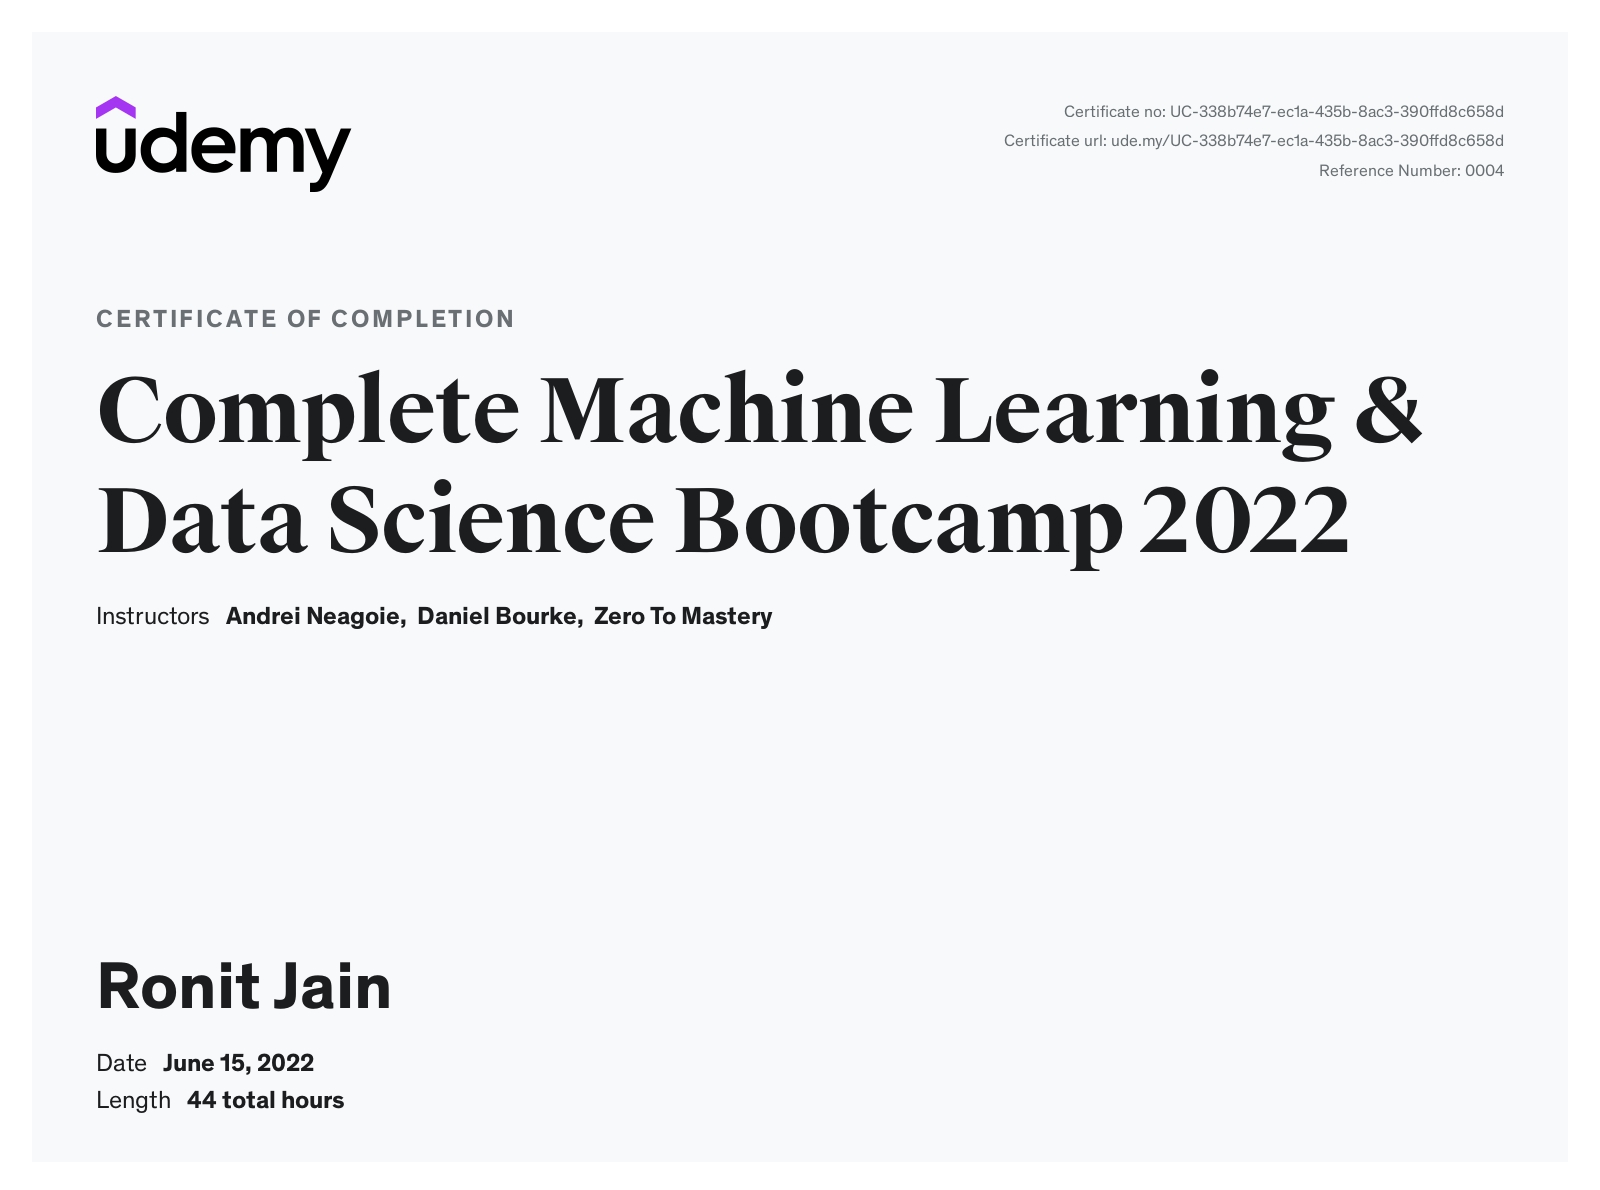 udemy
Certificate no: UC-338b74e7-ec1a-435b-8ac3-390ffd8c658d
Certificate url: ude.my/UC-338b74e7-ec1a-435b-8ac3-390ffd8c658d
Reference Number: 0004
CERTIFICATE OF COMPLETION
Complete Machine Learning &
Data Science Bootcamp 2022
Instructors Andrei Neagoie, Daniel Bourke, Zero To Mastery
Ronit Jain
Date June 15, 2022
Length 44 total hours